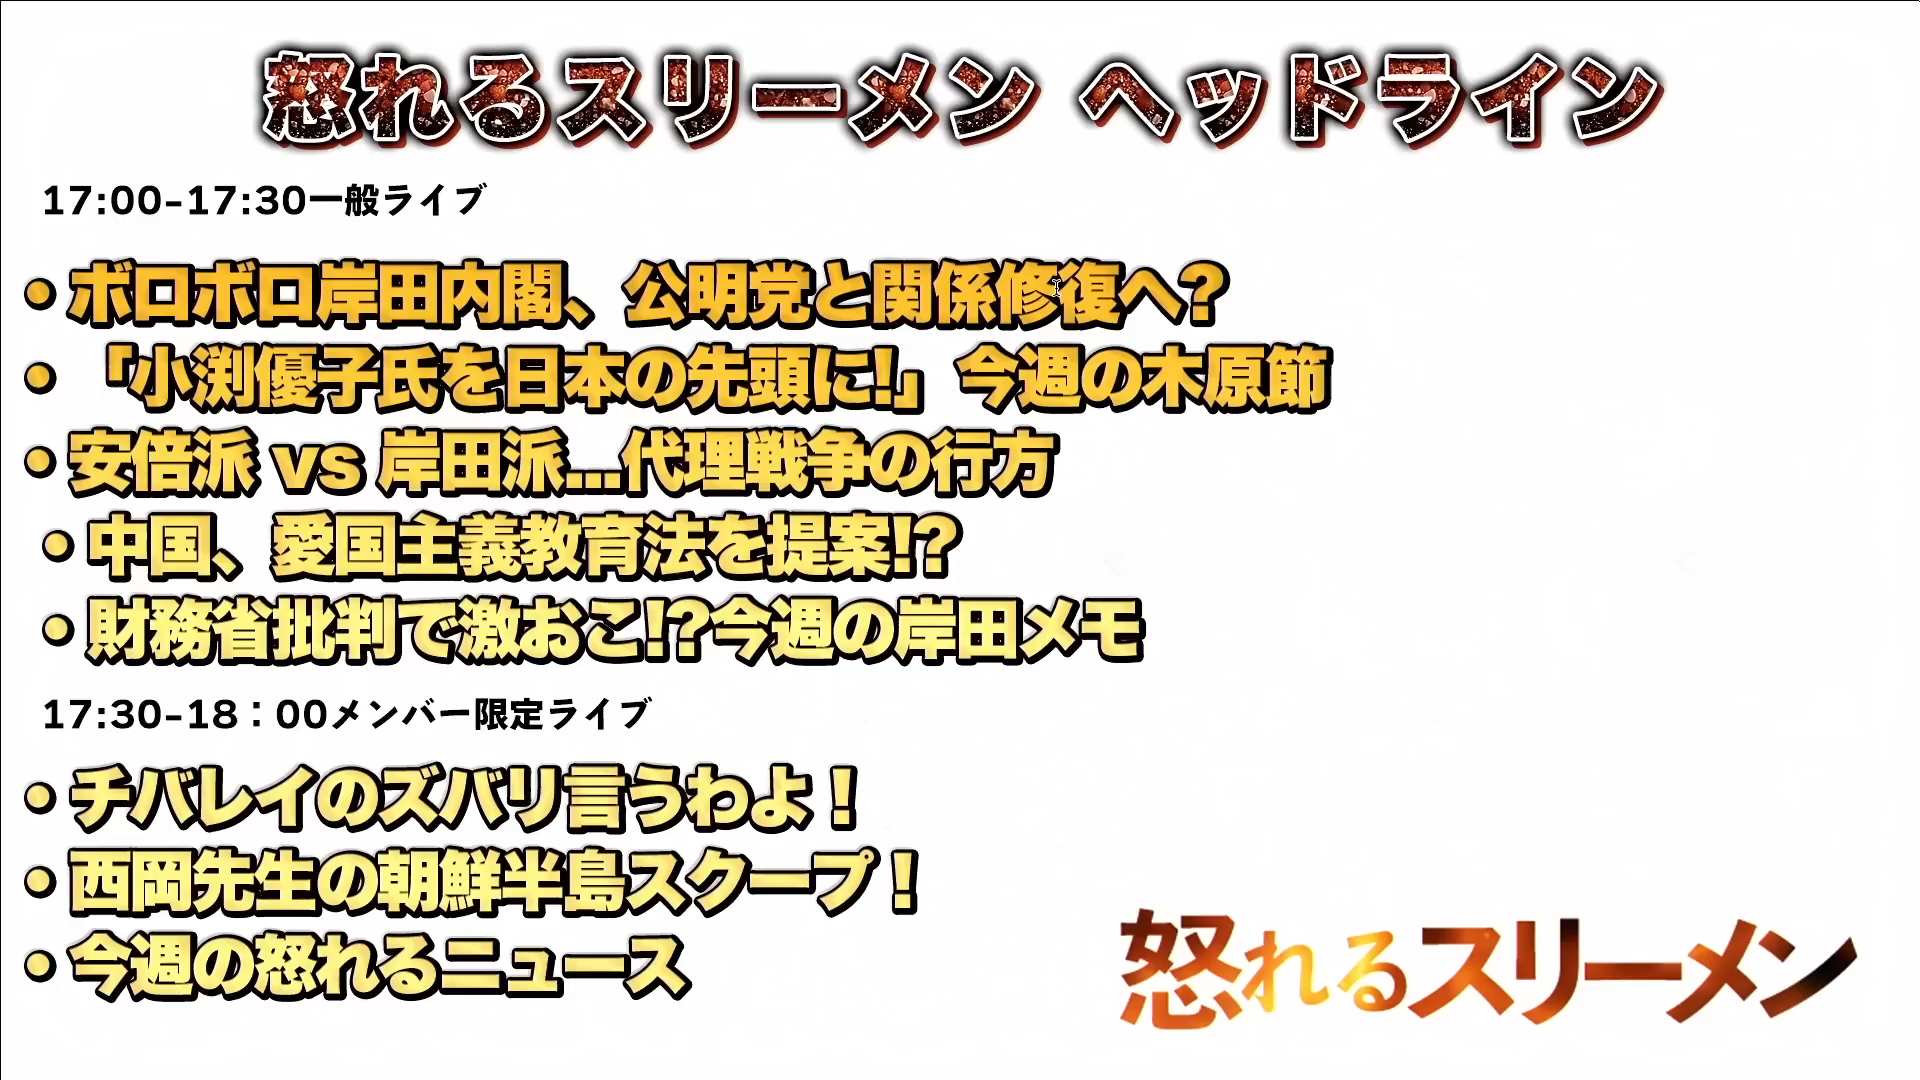 怒れるスリーメン ヘッドライン
17:00-17:30一般ライブ
• ボロボロ岸田内閣、公明党と関係修復へ?
• 「小渕優子氏を日本の先頭に!」今週の木原節
• 安倍派 vs 岸田派...代理戦争の行方
• 中国、愛国主義教育法を提案!?
• 財務省批判で激おこ!?今週の岸田メモ
17:30-18：00メンバー限定ライブ
• チバレイのズバリ言うわよ！
• 西岡先生の朝鮮半島スクープ！
• 今週の怒れるニュース
怒れるスリーメン